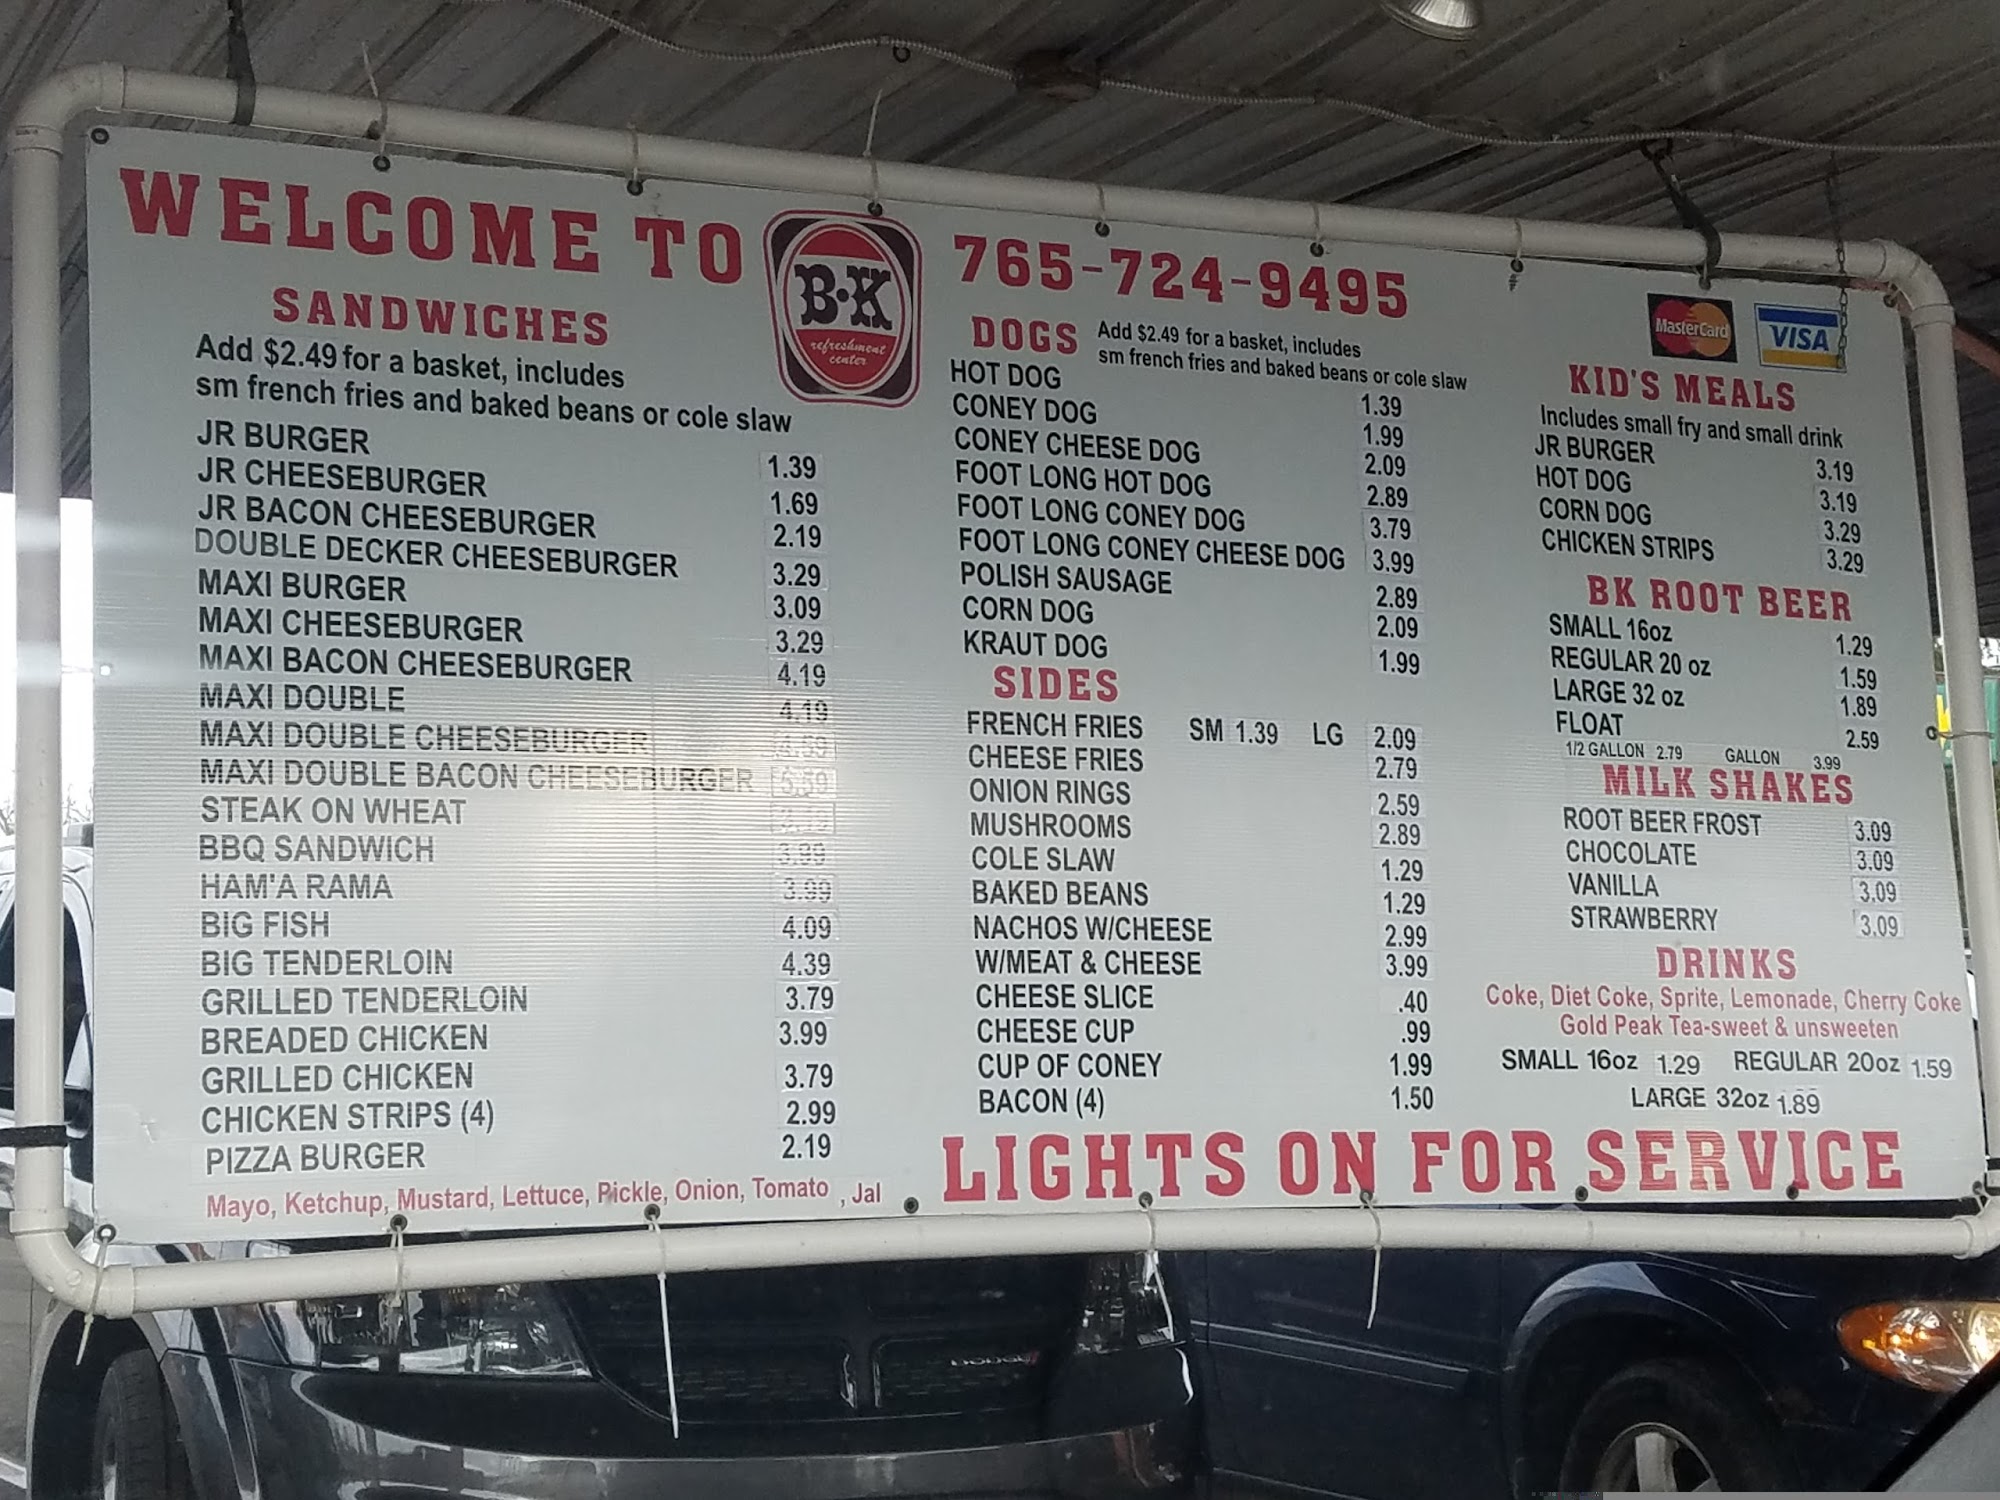 WELCOME TO
B·K
refreshment
center
765-724-9495
SANDWICHES
Add $2.49 for a basket, includes
sm french fries and baked beans or cole slaw
JR BURGER 1.39
JR CHEESEBURGER 1.69
JR BACON CHEESEBURGER 2.19
DOUBLE DECKER CHEESEBURGER 3.29
MAXI BURGER 3.09
MAXI CHEESEBURGER 3.29
MAXI BACON CHEESEBURGER 4.19
MAXI DOUBLE 4.19
MAXI DOUBLE CHEESEBURGER 4.59
MAXI DOUBLE BACON CHEESEBURGER 5.59
STEAK ON WHEAT
BBQ SANDWICH 3.99
HAM'A RAMA 3.99
BIG FISH 4.09
BIG TENDERLOIN 4.39
GRILLED TENDERLOIN 3.79
BREADED CHICKEN 3.99
GRILLED CHICKEN 3.79
CHICKEN STRIPS (4) 2.99
PIZZA BURGER 2.19
Mayo, Ketchup, Mustard, Lettuce, Pickle, Onion, Tomato , Jal
DOGS Add $2.49 for a basket, includes
sm french fries and baked beans or cole slaw
HOT DOG 1.39
CONEY DOG 1.99
CONEY CHEESE DOG 2.09
FOOT LONG HOT DOG 2.89
FOOT LONG CONEY DOG 3.79
FOOT LONG CONEY CHEESE DOG 3.99
POLISH SAUSAGE 2.89
CORN DOG 2.09
KRAUT DOG 1.99
SIDES
FRENCH FRIES SM 1.39 LG 2.09
CHEESE FRIES 2.79
ONION RINGS 2.59
MUSHROOMS 2.89
COLE SLAW 1.29
BAKED BEANS 1.29
NACHOS W/CHEESE 2.99
W/MEAT & CHEESE 3.99
CHEESE SLICE .40
CHEESE CUP .99
CUP OF CONEY 1.99
BACON (4) 1.50
MasterCard
VISA
KID'S MEALS
Includes small fry and small drink
JR BURGER 3.19
HOT DOG 3.19
CORN DOG 3.29
CHICKEN STRIPS 3.29
BK ROOT BEER
SMALL 16oz 1.29
REGULAR 20 oz 1.59
LARGE 32 oz 1.89
FLOAT 2.59
1/2 GALLON 2.79 GALLON 3.99
MILK SHAKES
ROOT BEER FROST 3.09
CHOCOLATE 3.09
VANILLA 3.09
STRAWBERRY 3.09
DRINKS
Coke, Diet Coke, Sprite, Lemonade, Cherry Coke
Gold Peak Tea-sweet & unsweeten
SMALL 16oz 1.29 REGULAR 20oz 1.59
LARGE 32oz 1.89
LIGHTS ON FOR SERVICE
DODGE